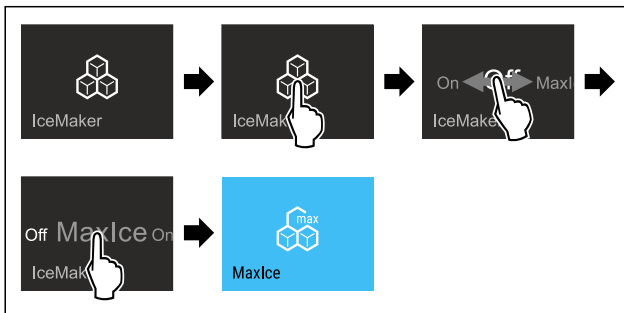 IceMaker
IceMak
On Off MaxI
IceMake
Off MaxIce On
IceMak
max
MaxIce